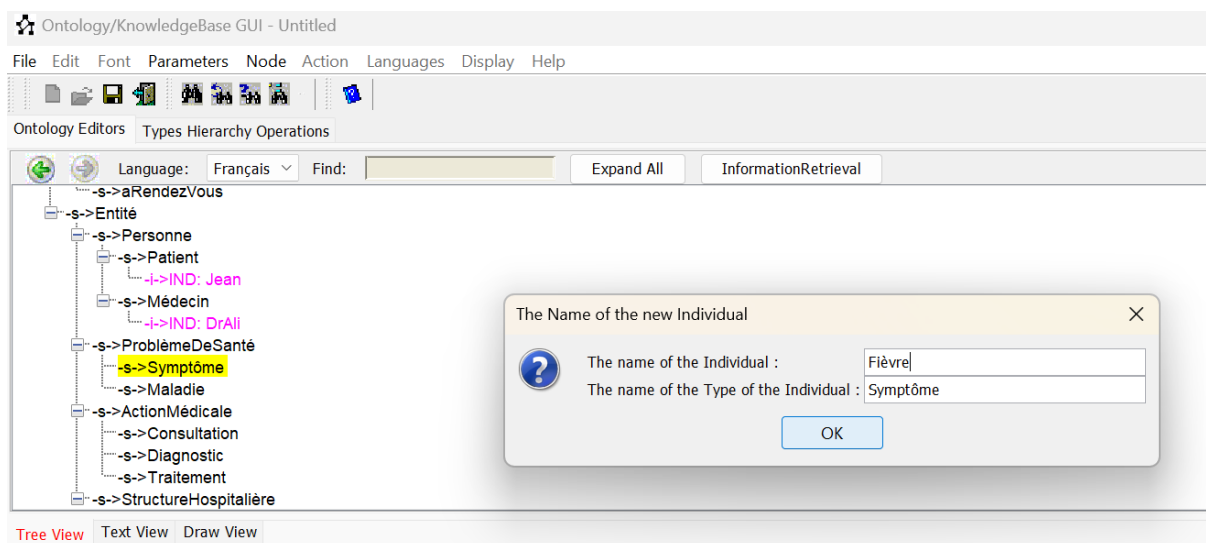 Ontology/KnowledgeBase GUI - Untitled
File Edit Font Parameters Node Action Languages Display Help
Ontology Editors Types Hierarchy Operations
Language: Français Find: Expand All InformationRetrieval
-s->aRendezVous
-s->Entité
-s->Personne
-s->Patient
-i->IND: Jean
-s->Médecin
-i->IND: DrAli
-s->ProblèmeDeSanté
-s->Symptôme
-s->Maladie
-s->ActionMédicale
-s->Consultation
-s->Diagnostic
-s->Traitement
-s->StructureHospitalière
The Name of the new Individual
The name of the Individual : Fièvre
The name of the Type of the Individual : Symptôme
OK
Tree View Text View Draw View